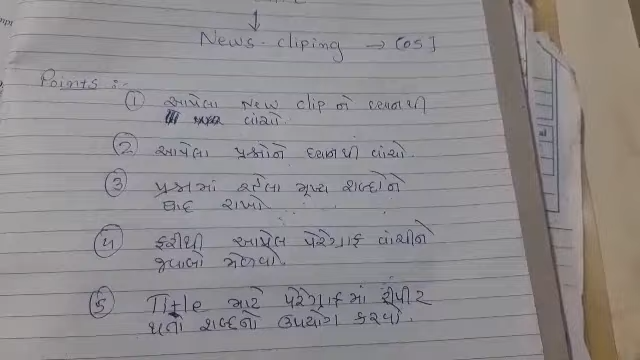 News. cliping → [05]
Points :-
① આપેલા New clip ને ધ્યાનથી
વાંચો.
② આપેલા પ્રશ્નોને ધ્યાનથી વાંચો.
③ પ્રશ્નમાં રહેલા મુખ્ય શબ્દોને
યાદ રાખો
④ ફરીથી આપેલ પેરેગ્રાફ વાંચીને
જવાબો મેળવો.
⑤ Title માટે પેરેગ્રાફમાં રીપીટ
થતો શબ્દનો ઉપયોગ કરવો.